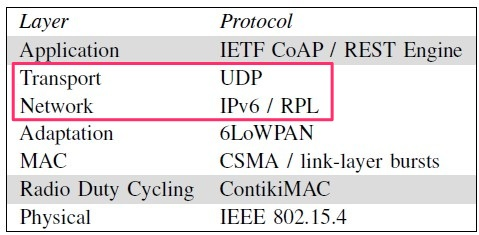 Layer Protocol
Application IETF CoAP / REST Engine
Transport UDP
Network IPv6 / RPL
Adaptation 6LoWPAN
MAC CSMA / link-layer bursts
Radio Duty Cycling ContikiMAC
Physical IEEE 802.15.4